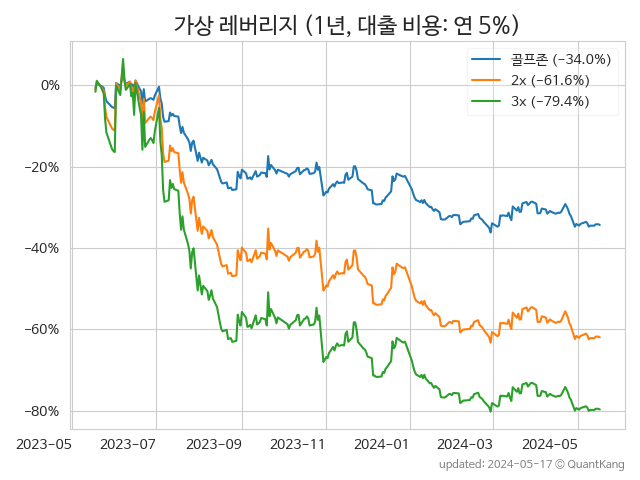 가상 레버리지 (1년, 대출 비용: 연 5%)
골프존 (−34.0%)
2x (−61.6%)
3x (−79.4%)
0%
−20%
−40%
−60%
−80%
2023−05 2023−07 2023−09 2023−11 2024−01 2024−03 2024−05
updated: 2024−05−17 © QuantKang